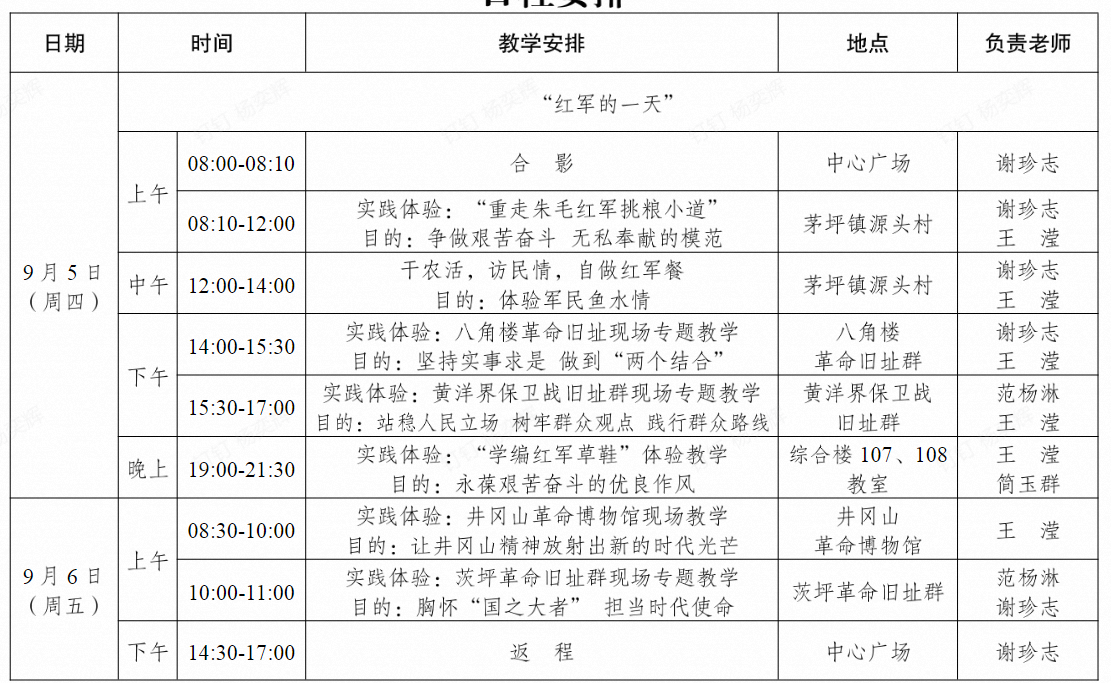 日程安排
日期 时间 教学安排 地点 负责老师
“红军的一天”
上午 08:00-08:10 合 影 中心广场 谢珍志
08:10-12:00 实践体验：“重走朱毛红军挑粮小道” 茅坪镇源头村 谢珍志
目的：争做艰苦奋斗 无私奉献的模范 王 滢
9月5日
（周四）
中午 12:00-14:00 干农活，访民情，自做红军餐 茅坪镇源头村 谢珍志
目的：体验军民鱼水情 王 滢
下午 14:00-15:30 实践体验：八角楼革命旧址现场专题教学 八角楼 谢珍志
目的：坚持实事求是 做到“两个结合” 革命旧址群 王 滢
15:30-17:00 实践体验：黄洋界保卫战旧址群现场专题教学 黄洋界保卫战 范杨淋
目的：站稳人民立场 树牢群众观点 践行群众路线 旧址群 王 滢
晚上 19:00-21:30 实践体验：“学编红军草鞋”体验教学 综合楼107、108 王 滢
目的：永葆艰苦奋斗的优良作风 教室 简玉群
9月6日
（周五）
上午 08:30-10:00 实践体验：井冈山革命博物馆现场教学 井冈山 王 滢
目的：让井冈山精神放射出新的时代光芒 革命博物馆
10:00-11:00 实践体验：茨坪革命旧址群现场专题教学 茨坪革命旧址群 范杨淋
目的：胸怀“国之大者” 担当时代使命 谢珍志
下午 14:30-17:00 返 程 中心广场 谢珍志
钉钉 杨奕辉